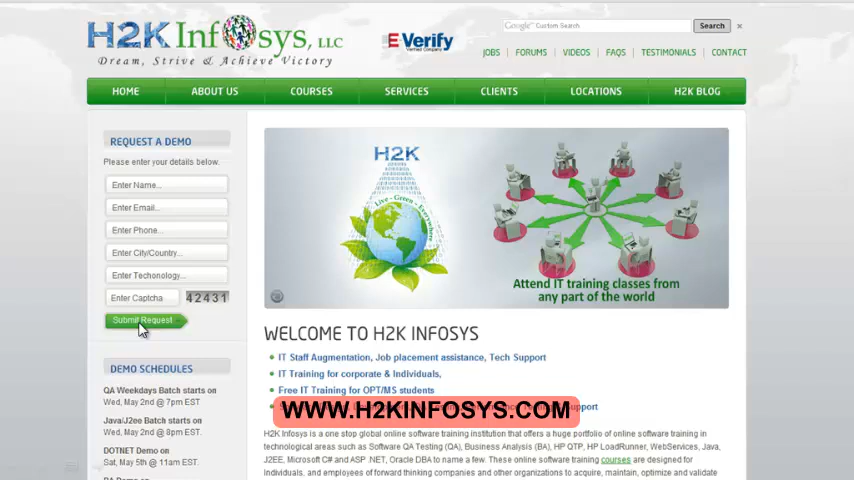 H2K Infosys, LLC
Dream, Strive & Achieve Victory
E Verify
Google™ Custom Search
Search
×
JOBS | FORUMS | VIDEOS | FAQS | TESTIMONIALS | CONTACT
HOME ABOUT US COURSES SERVICES CLIENTS LOCATIONS H2K BLOG
REQUEST A DEMO
Please enter your details below.
Enter Name...
Enter Email...
Enter Phone...
Enter City/Country...
Enter Techonology...
Enter Captcha
42431
Submit Request
DEMO SCHEDULES
QA Weekdays Batch starts on
Wed, May 2nd @ 7pm EST
Java/J2ee Batch starts on
Wed, May 2nd @ 8pm EST.
DOTNET Demo on
Sat, May 5th @ 11am EST.
H2K
Live - Green - Everywhere
Attend IT training classes from
any part of the world
WELCOME TO H2K INFOSYS
IT Staff Augmentation, Job placement assistance, Tech Support
IT Training for corporate & Individuals,
Free IT Training for OPT/MS students
WWW.H2KINFOSYS.COM
port
H2K Infosys is a one stop global online software training institution that offers a huge portfolio of online software training in
technological areas such as Software QA Testing (QA), Business Analysis (BA), HP QTP, HP LoadRunner, WebServices, Java,
J2EE, Microsoft C# and ASP .NET, Oracle DBA to name a few. These online software training courses are designed for
Individuals, and employees of forward thinking companies and other organizations to acquire, maintain, optimize and validate